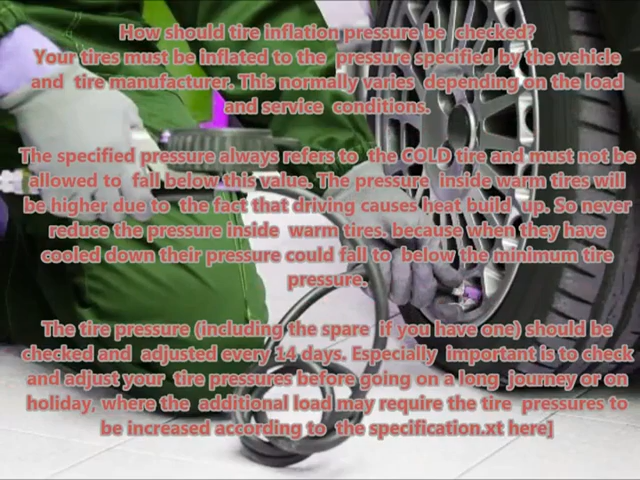 How should tire inflation pressure be checked?
Your tires must be inflated to the pressure specified by the vehicle
and tire manufacturer. This normally varies depending on the load
and service conditions.
The specified pressure always refers to the COLD tire and must not be
allowed to fall below this value. The pressure inside warm tires will
be higher due to the fact that driving causes heat build up. So never
reduce the pressure inside warm tires. because when they have
cooled down their pressure could fall to below the minimum tire
pressure.
The tire pressure (including the spare if you have one) should be
checked and adjusted every 14 days. Especially important is to check
and adjust your tire pressures before going on a long journey or on
holiday, where the additional load may require the tire pressures to
be increased according to the specification.xt here]